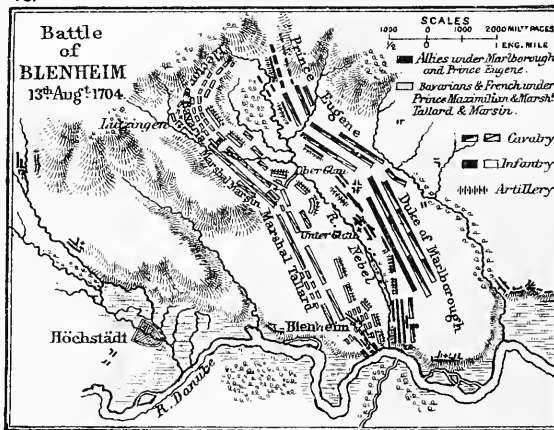 Battle
of
BLENHEIM
13th. Augt. 1704.
SCALES
1000 0 1000 2000 MILTY PACES
½ 0 1 ENG. MILE
Allies under Marlborough
and Prince Eugene.
Bavarians & French under
Prince Maximilian & Marshs.
Tallard & Marsin.
Cavalry
Infantry
Artillery
Prince
Eugene
Lutzingen
Marshal Marsin
Ober Glau
Marshal Tallard
Unter Glau
R. Nebel
Duke of Marlborough
Blenheim
Höchstädt
R. Danube